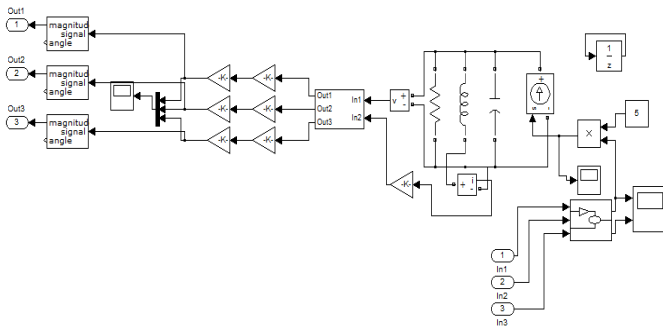 Out1
1
magnitud
signal
angle
Out2
2
magnitud
signal
angle
Out3
3
magnitud
signal
angle
-K-
-K-
-K-
-K-
-K-
-K-
Out1
Out2
Out3
In1
In2
v
+
-
-K-
+
-
i
+
s
-
1
z
X
5
1
In1
2
In2
3
In3